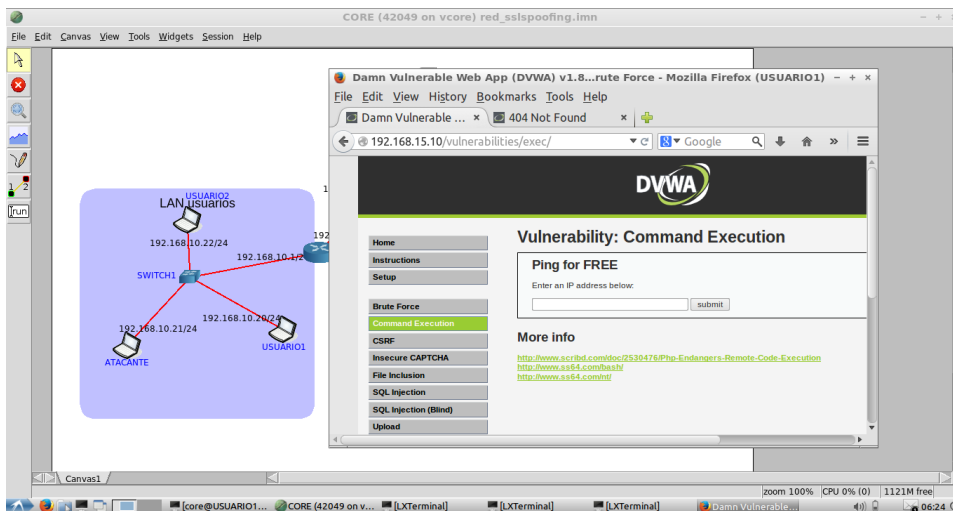 CORE (42049 on vcore) red_sslspoofing.imn
File Edit Canvas View Tools Widgets Session Help
LAN usuarios
USUARIO2
192.168.10.22/24
192.168.10.1/2
SWITCH1
192.168.10.21/24
192.168.10.20/24
ATACANTE
USUARIO1
192
1
2
run
Damn Vulnerable Web App (DVWA) v1.8...rute Force - Mozilla Firefox (USUARIO1)
File Edit View History Bookmarks Tools Help
Damn Vulnerable ...
404 Not Found
192.168.15.10/vulnerabilities/exec/
Google
DVWA
Home
Instructions
Setup
Brute Force
Command Execution
CSRF
Insecure CAPTCHA
File Inclusion
SQL Injection
SQL Injection (Blind)
Upload
Vulnerability: Command Execution
Ping for FREE
Enter an IP address below:
submit
More info
http://www.scribd.com/doc/2530476/Php-Endangers-Remote-Code-Execution
http://www.ss64.com/bash/
http://www.ss64.com/nt/
Canvas1
zoom 100% CPU 0% (0) 1121M free
[core@USUARIO1... CORE (42049 on v... [LXTerminal] [LXTerminal] [LXTerminal] Damn Vulnerable... 06:24